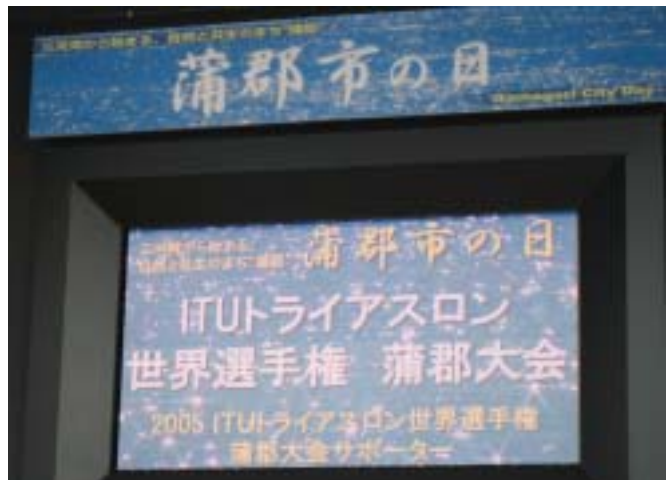 蒲郡市の日
Gamagori City Day
蒲郡市の日
ITUトライアスロン
世界選手権 蒲郡大会
2005 ITUトライアスロン世界選手権
蒲郡大会サポーター